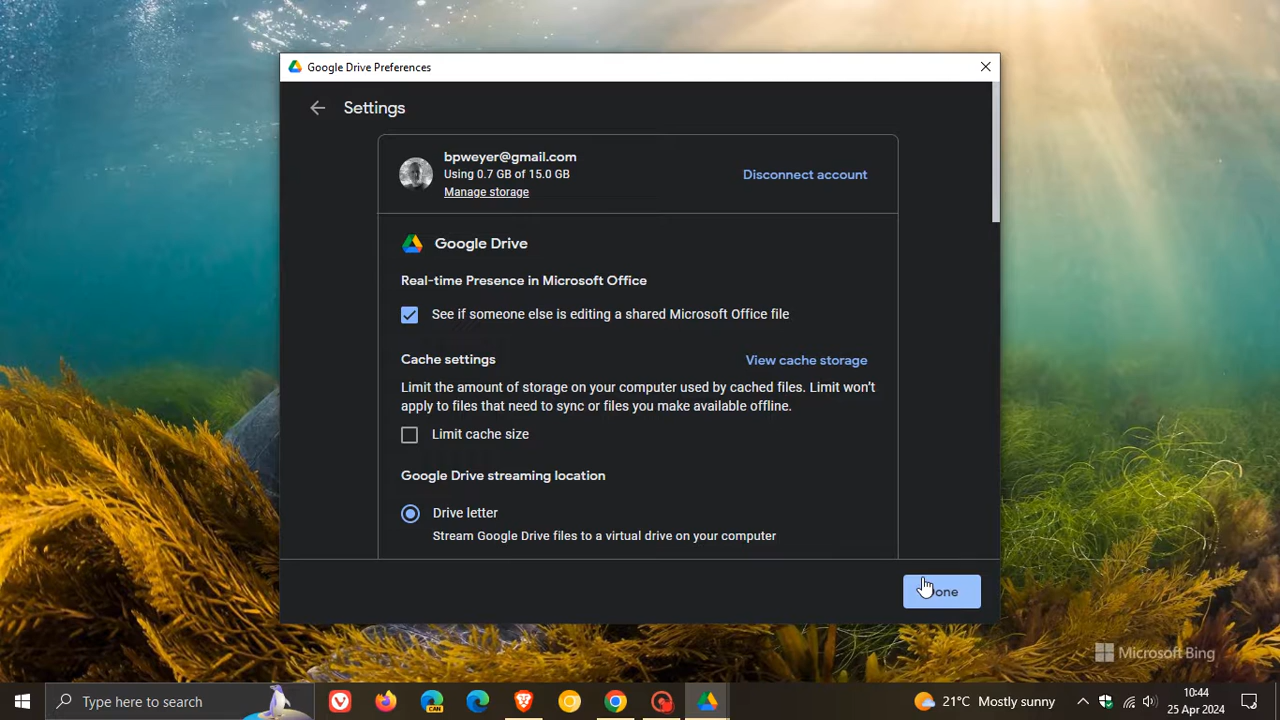 Google Drive Preferences
Settings
bpweyer@gmail.com
Using 0.7 GB of 15.0 GB
Manage storage
Disconnect account
Google Drive
Real-time Presence in Microsoft Office
See if someone else is editing a shared Microsoft Office file
Cache settings
View cache storage
Limit the amount of storage on your computer used by cached files. Limit won't
apply to files that need to sync or files you make available offline.
Limit cache size
Google Drive streaming location
Drive letter
Stream Google Drive files to a virtual drive on your computer
Microsoft Bing
Type here to search
CAN
21°C Mostly sunny
10:44
25 Apr 2024